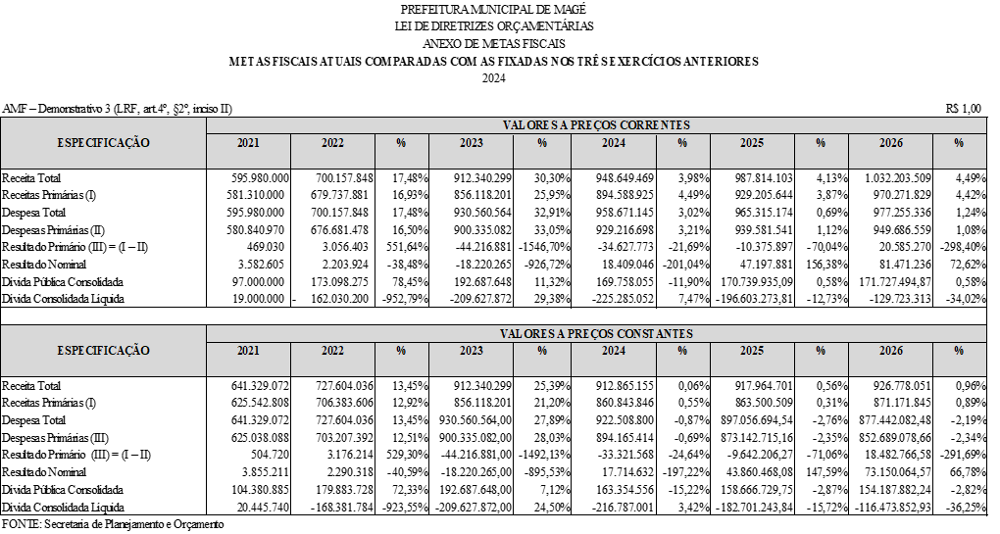 PREFEITURA MUNICIPAL DE MAGÉ
LEI DE DIRETRIZES ORÇAMENTÁRIAS
ANEXO DE METAS FISCAIS
METAS FISCAIS ATUAIS COMPARADAS COM AS FIXADAS NOS TRÊS EXERCÍCIOS ANTERIORES
2024
AMF – Demonstrativo 3 (LRF, art.4º, §2º, inciso II) R$ 1,00
VALORES A PREÇOS CORRENTES
ESPECIFICAÇÃO 2021 2022 % 2023 % 2024 % 2025 % 2026 %
Receita Total 595.980.000 700.157.848 17,48% 912.340.299 30,30% 948.649.469 3,98% 987.814.103 4,13% 1.032.203.509 4,49%
Receitas Primárias (I) 581.310.000 679.737.881 16,93% 856.118.201 25,95% 894.588.925 4,49% 929.205.644 3,87% 970.271.829 4,42%
Despesa Total 595.980.000 700.157.848 17,48% 930.560.564 32,91% 958.671.145 3,02% 965.315.174 0,69% 977.255.336 1,24%
Despesas Primárias (II) 580.840.970 676.681.478 16,50% 900.335.082 33,05% 929.216.698 3,21% 939.581.541 1,12% 949.686.559 1,08%
Resultado Primário (III) = (I – II) 469.030 3.056.403 551,64% -44.216.881 -1546,70% -34.627.773 -21,69% -10.375.897 -70,04% 20.585.270 -298,40%
Resultado Nominal 3.582.605 2.203.924 -38,48% -18.220.265 -926,72% 18.409.046 -201,04% 47.197.881 156,38% 81.471.236 72,62%
Dívida Pública Consolidada 97.000.000 173.098.275 78,45% 192.687.648 11,32% 169.758.055 -11,90% 170.739.935,09 0,58% 171.727.494,87 0,58%
Dívida Consolidada Líquida 19.000.000 - 162.030.200 -952,79% -209.627.872 29,38% -225.285.052 7,47% -196.603.273,81 -12,73% -129.723.313 -34,02%
VALORES A PREÇOS CONSTANTES
ESPECIFICAÇÃO 2021 2022 % 2023 % 2024 % 2025 % 2026 %
Receita Total 641.329.072 727.604.036 13,45% 912.340.299 25,39% 912.865.155 0,06% 917.964.701 0,56% 926.778.051 0,96%
Receitas Primárias (I) 625.542.808 706.383.606 12,92% 856.118.201 21,20% 860.843.846 0,55% 863.500.509 0,31% 871.171.845 0,89%
Despesa Total 641.329.072 727.604.036 13,45% 930.560.564,00 27,89% 922.508.800 -0,87% 897.056.694,54 -2,76% 877.442.082,48 -2,19%
Despesas Primárias (III) 625.038.088 703.207.392 12,51% 900.335.082,00 28,03% 894.165.414 -0,69% 873.142.715,16 -2,35% 852.689.078,66 -2,34%
Resultado Primário (III) = (I – II) 504.720 3.176.214 529,30% -44.216.881,00 -1492,13% -33.321.568 -24,64% -9.642.206,27 -71,06% 18.482.766,58 -291,69%
Resultado Nominal 3.855.211 2.290.318 -40,59% -18.220.265,00 -895,53% 17.714.632 -197,22% 43.860.468,08 147,59% 73.150.064,57 66,78%
Dívida Pública Consolidada 104.380.885 179.883.728 72,33% 192.687.648,00 7,12% 163.354.556 -15,22% 158.666.729,75 -2,87% 154.187.882,24 -2,82%
Dívida Consolidada Líquida 20.445.740 -168.381.784 -923,55% -209.627.872,00 24,50% -216.787.001 3,42% -182.701.243,84 -15,72% -116.473.852,93 -36,25%
FONTE: Secretaria de Planejamento e Orçamento